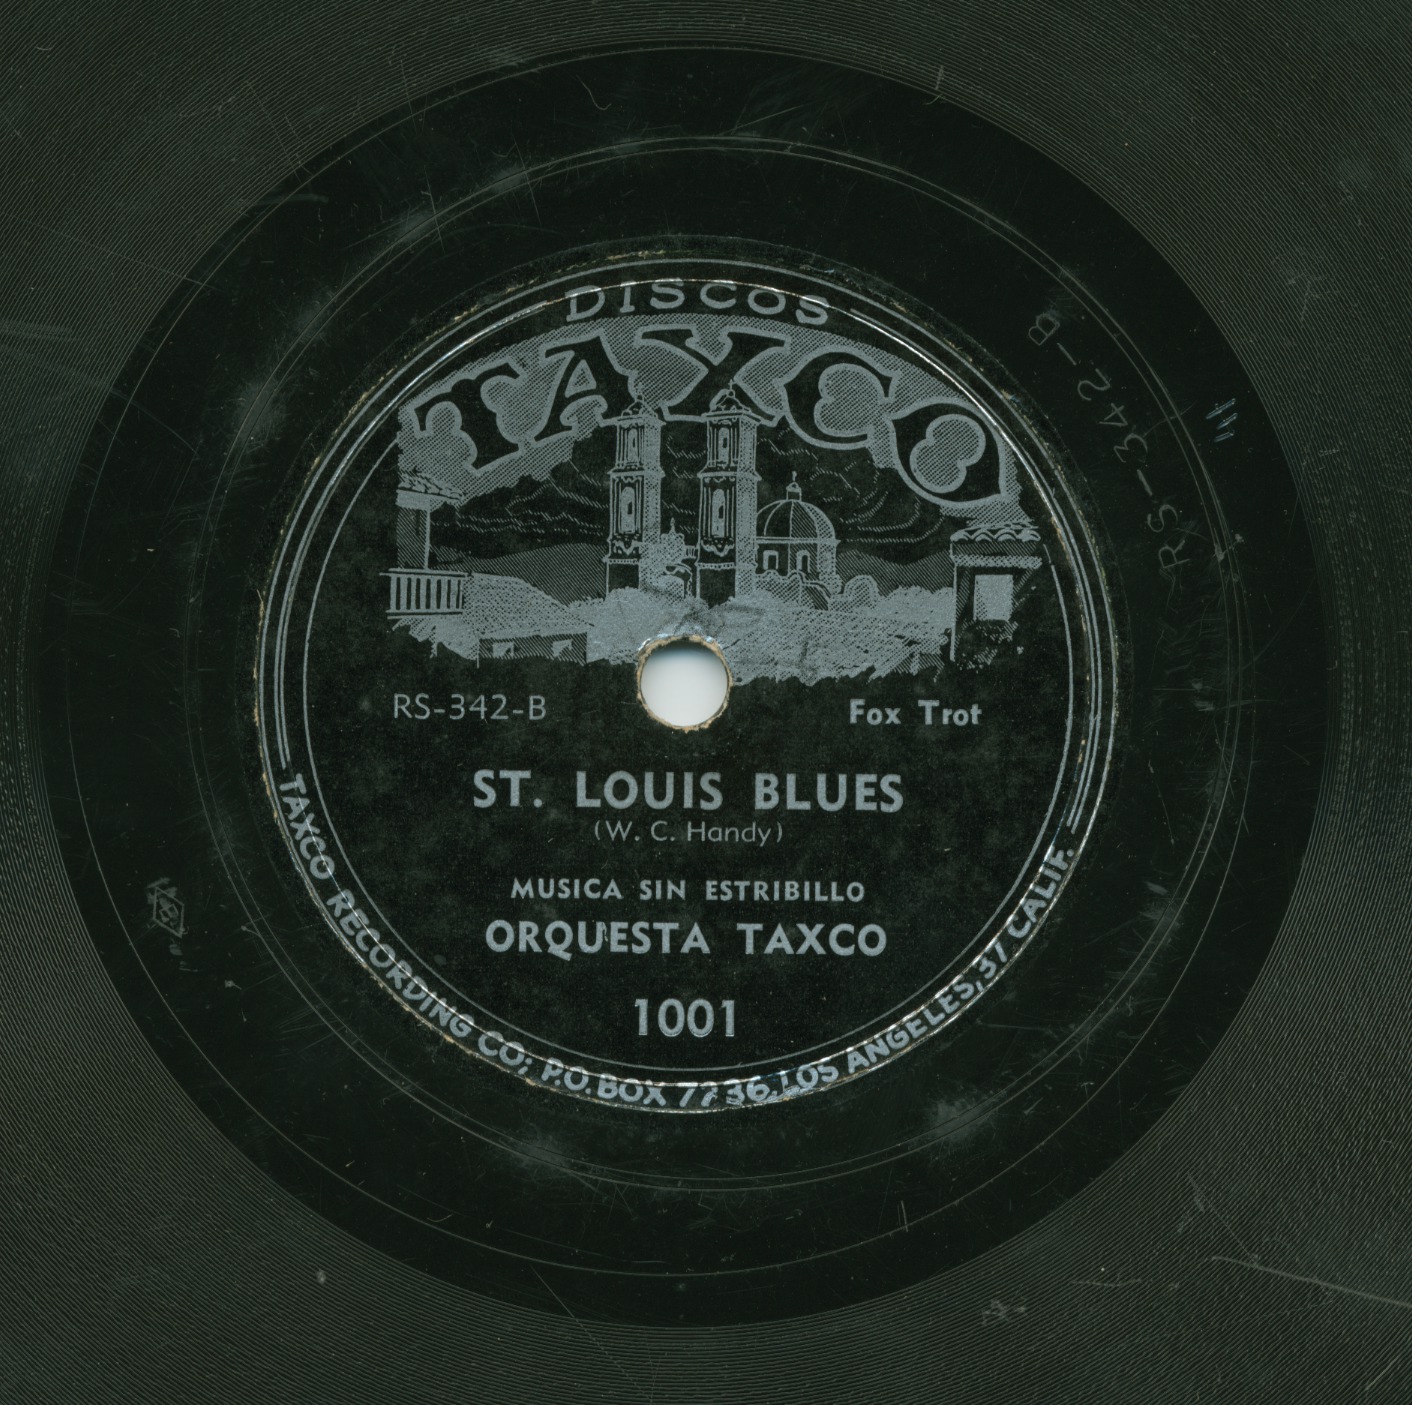 DISCOS
TAXCO
RS-342-B
Fox Trot
ST. LOUIS BLUES
(W. C. Handy)
MUSICA SIN ESTRIBILLO
ORQUESTA TAXCO
1001
TAXCO RECORDING CO; P.O. BOX 7736, LOS ANGELES, 37 CALIF.
RS-342-B